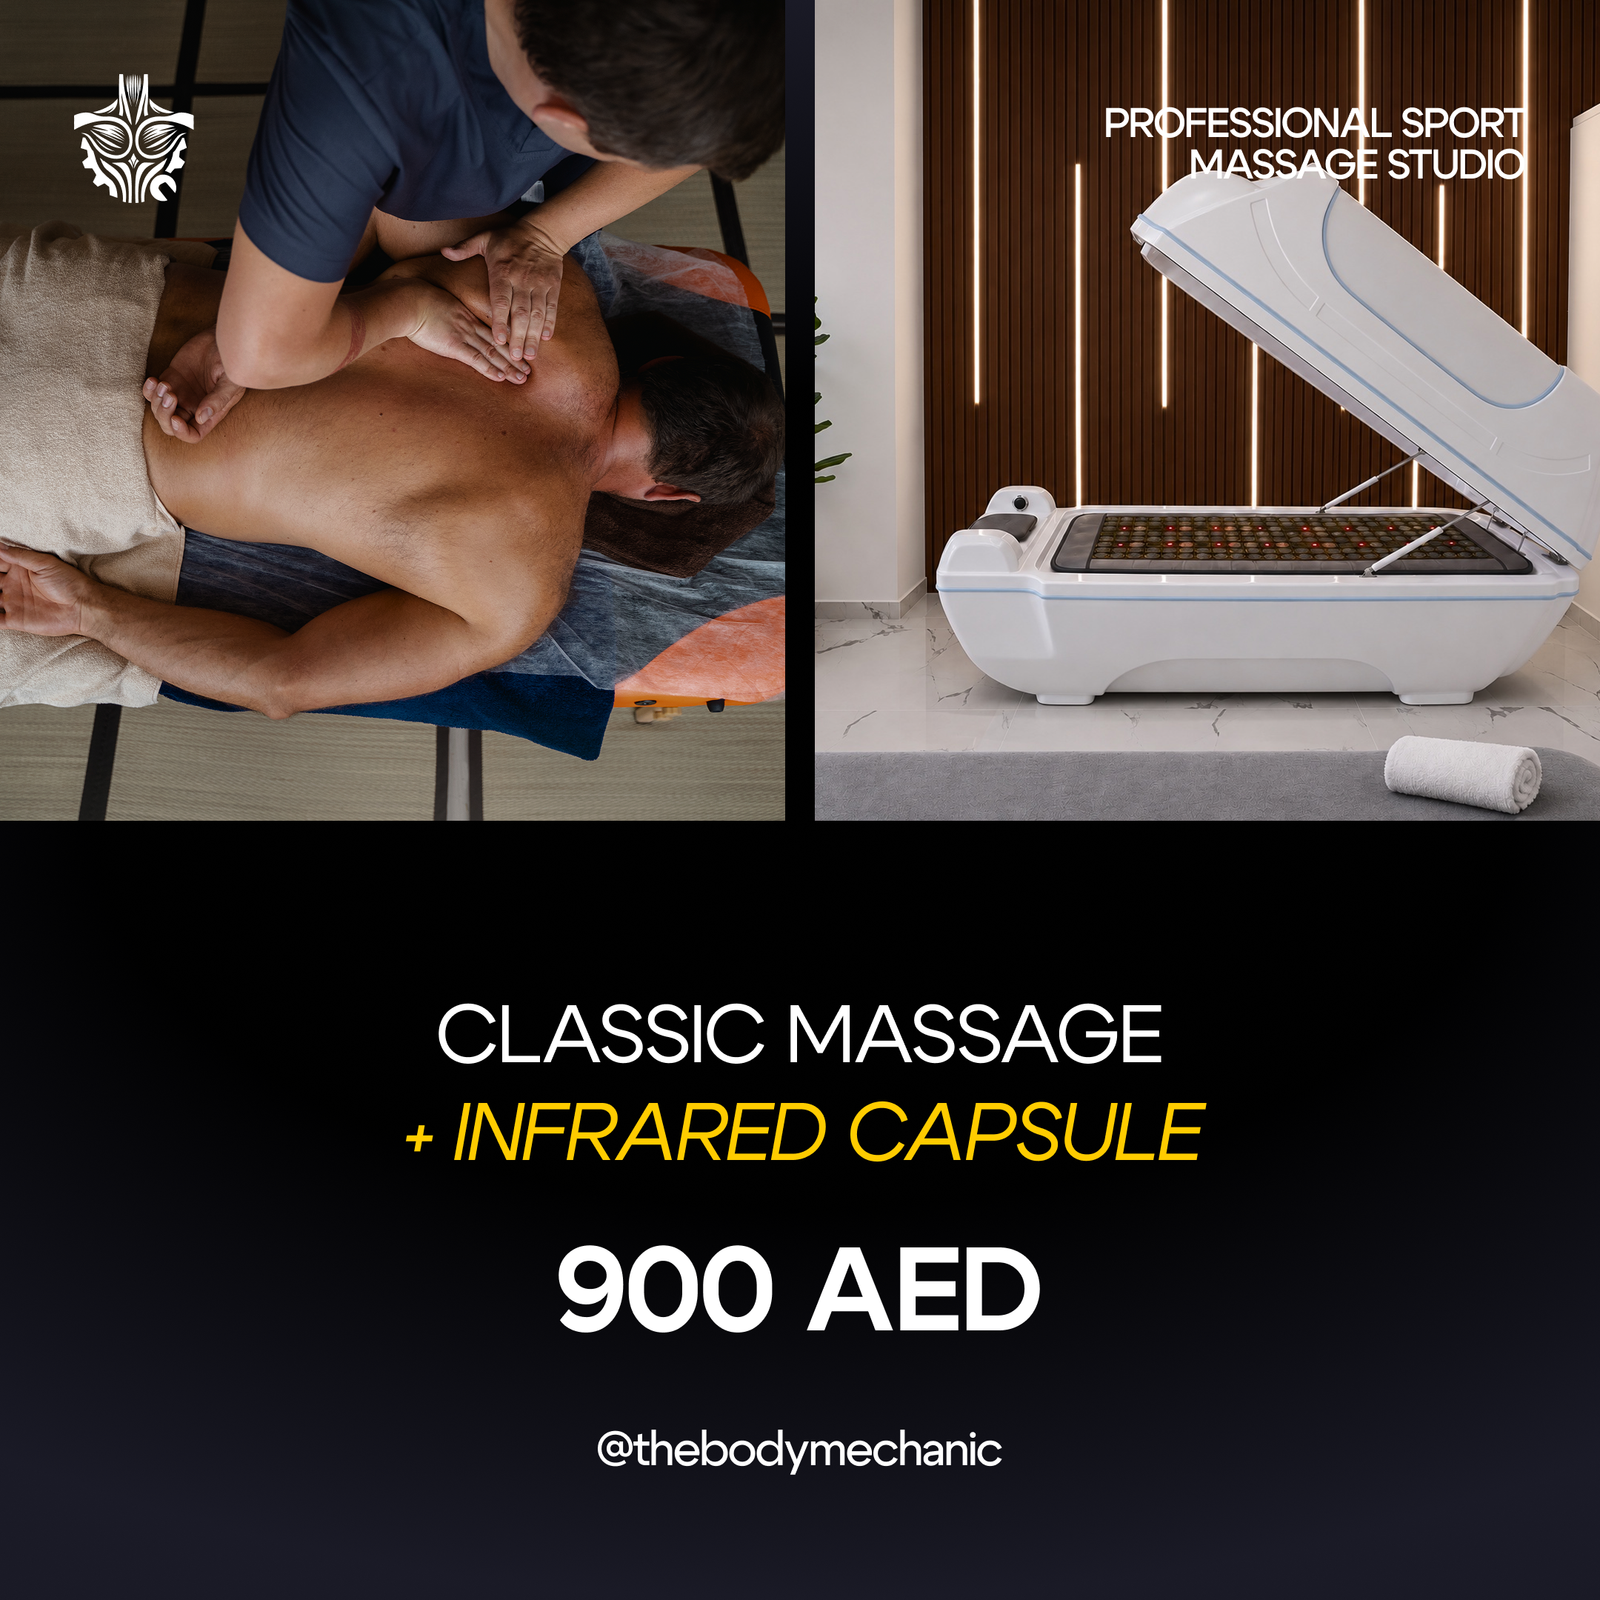 PROFESSIONAL SPORT
MASSAGE STUDIO
CLASSIC MASSAGE
+ INFRARED CAPSULE
900 AED
@thebodymechanic